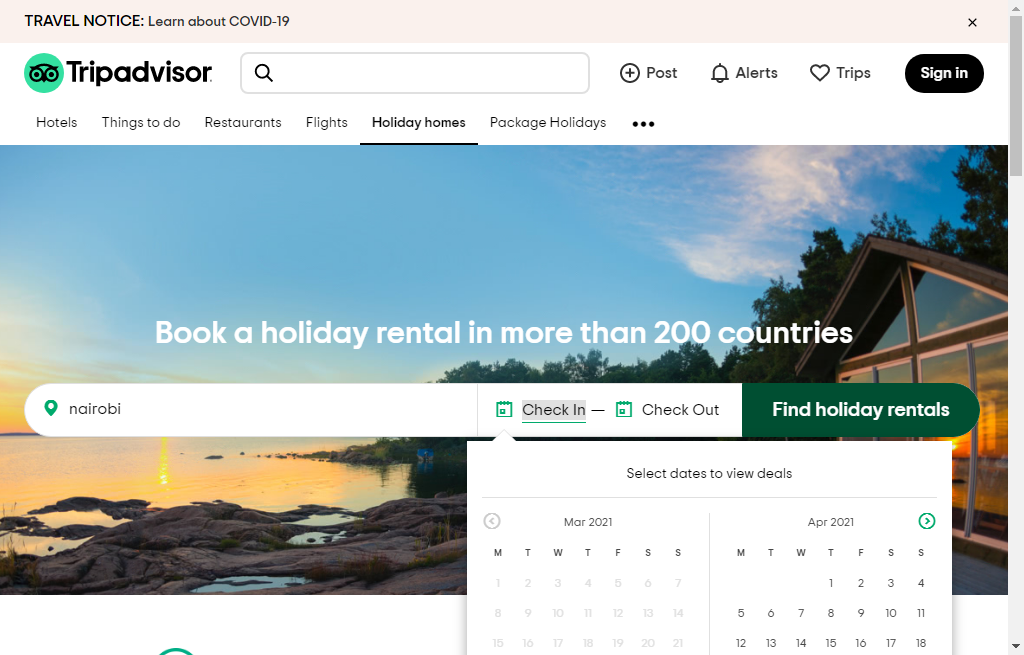 TRAVEL NOTICE: Learn about COVID-19
Tripadvisor
Post
Alerts
Trips
Sign in
Hotels
Things to do
Restaurants
Flights
Holiday homes
Package Holidays
Book a holiday rental in more than 200 countries
nairobi
Check In — Check Out
Find holiday rentals
Select dates to view deals
Mar 2021
M T W T F S S
1 2 3 4 5 6 7
8 9 10 11 12 13 14
15 16 17 18 19 20 21
Apr 2021
M T W T F S S
1 2 3 4
5 6 7 8 9 10 11
12 13 14 15 16 17 18